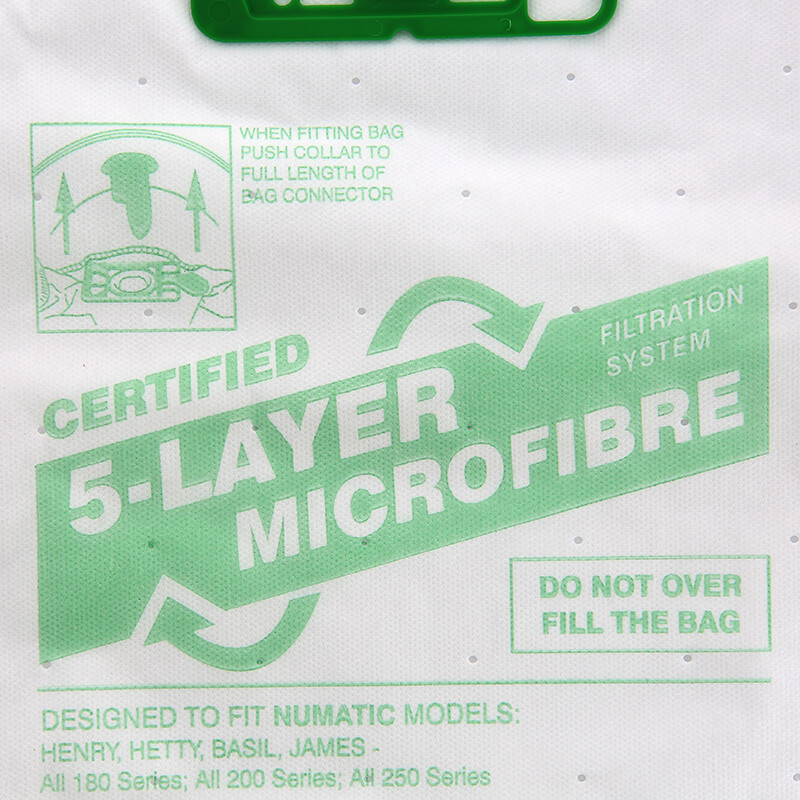 WHEN FITTING BAG
PUSH COLLAR TO
FULL LENGTH OF
BAG CONNECTOR
CERTIFIED
5-LAYER
MICROFIBRE
FILTRATION
SYSTEM
DO NOT OVER
FILL THE BAG
DESIGNED TO FIT NUMATIC MODELS:
HENRY, HETTY, BASIL, JAMES -
All 180 Series; All 200 Series; All 250 Series